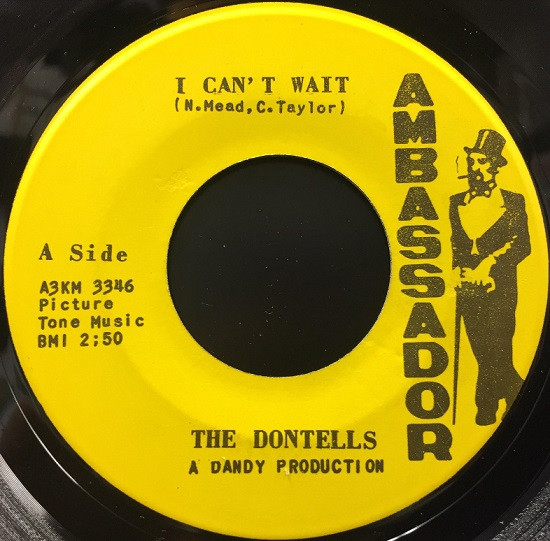 I CAN'T WAIT
(N.Mead,C.Taylor)
AMBASSADOR
A Side
A3KM 3346
Picture
Tone Music
BMI 2;50
THE DONTELLS
A DANDY PRODUCTION